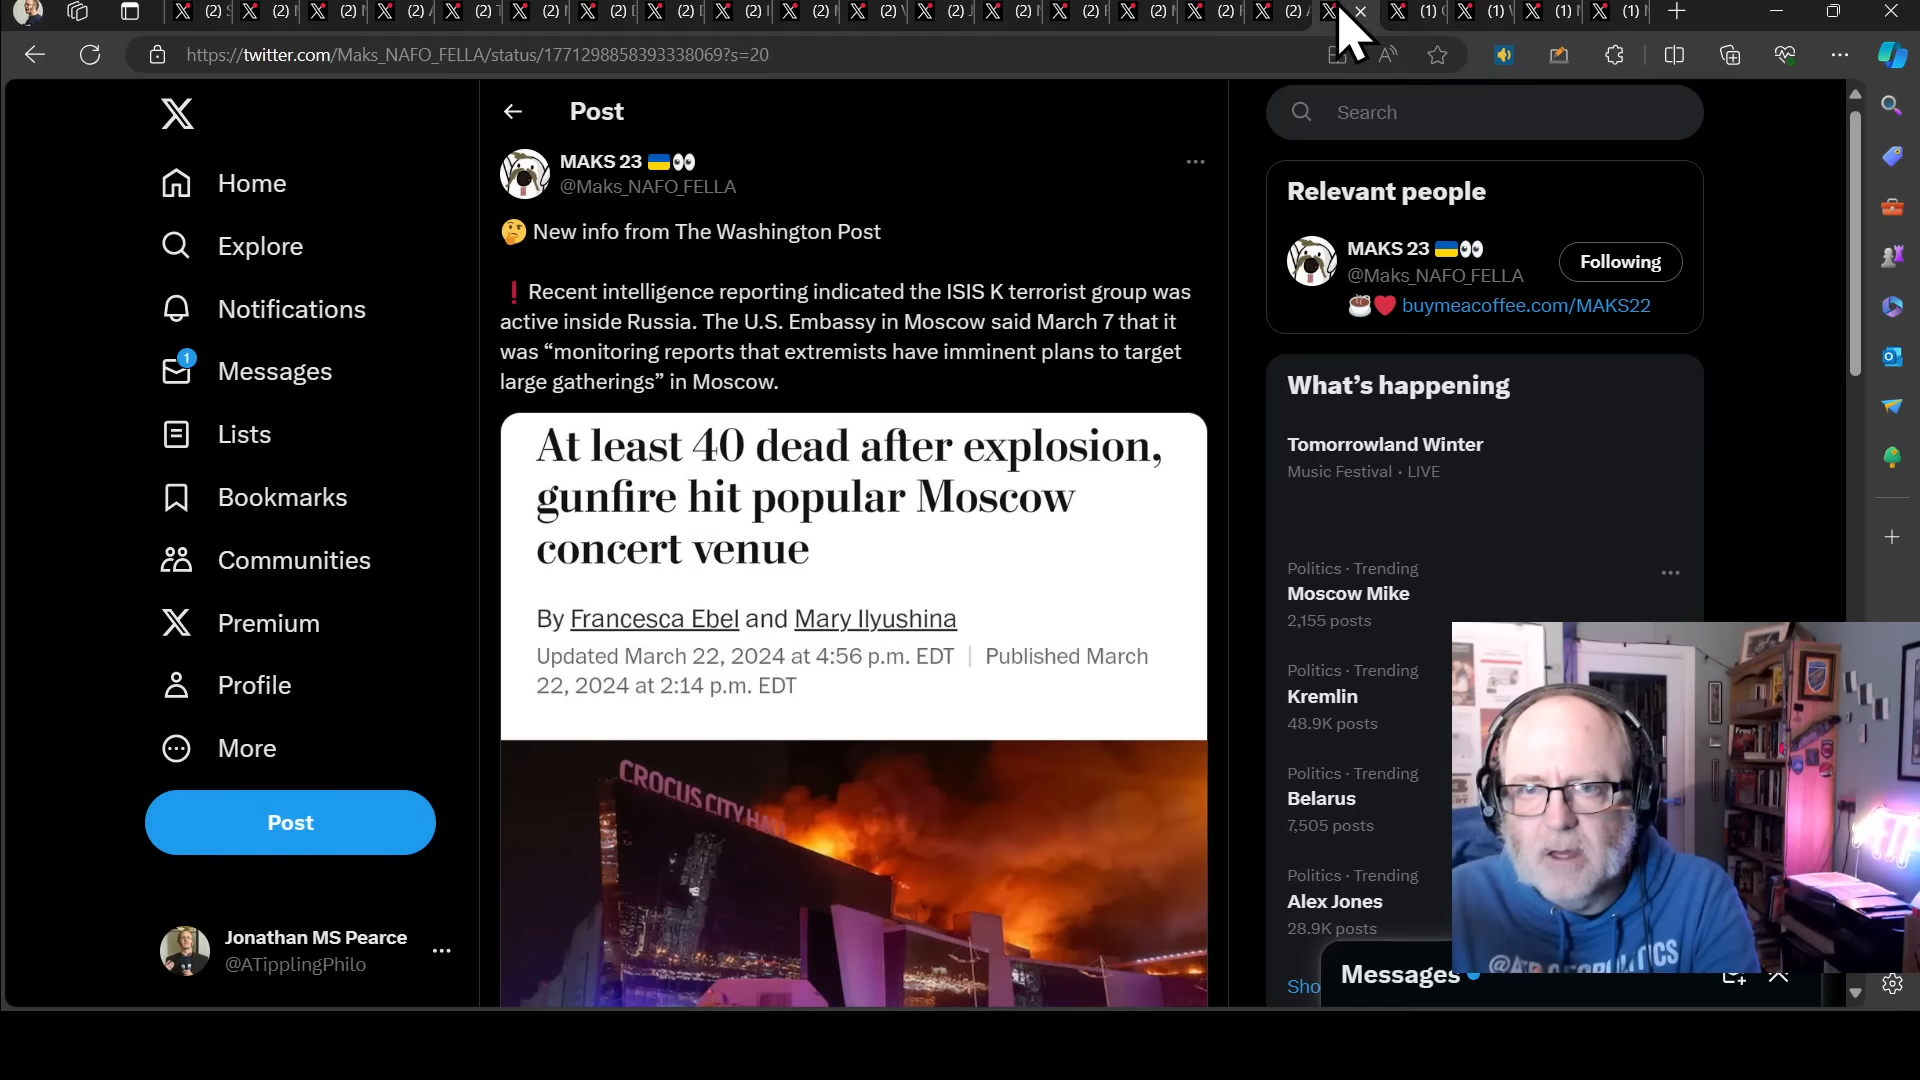 https://twitter.com/Maks_NAFO_FELLA/status/1771298858393338069?s=20
Home
Explore
Notifications
1
Messages
Lists
Bookmarks
Communities
Premium
Profile
More
Post
Jonathan MS Pearce
@ATipplingPhilo
Post
MAKS 23
@Maks_NAFO_FELLA
New info from The Washington Post
Recent intelligence reporting indicated the ISIS K terrorist group was
active inside Russia. The U.S. Embassy in Moscow said March 7 that it
was “monitoring reports that extremists have imminent plans to target
large gatherings” in Moscow.
At least 40 dead after explosion,
gunfire hit popular Moscow
concert venue
By Francesca Ebel and Mary Ilyushina
Updated March 22, 2024 at 4:56 p.m. EDT | Published March
22, 2024 at 2:14 p.m. EDT
CROCUS CITY HALL
Search
Relevant people
MAKS 23
@Maks_NAFO_FELLA
Following
buymeacoffee.com/MAKS22
What’s happening
Tomorrowland Winter
Music Festival · LIVE
Politics · Trending
Moscow Mike
2,155 posts
Politics · Trending
Kremlin
48.9K posts
Politics · Trending
Belarus
7,505 posts
Politics · Trending
Alex Jones
28.9K posts
Sho
Messages